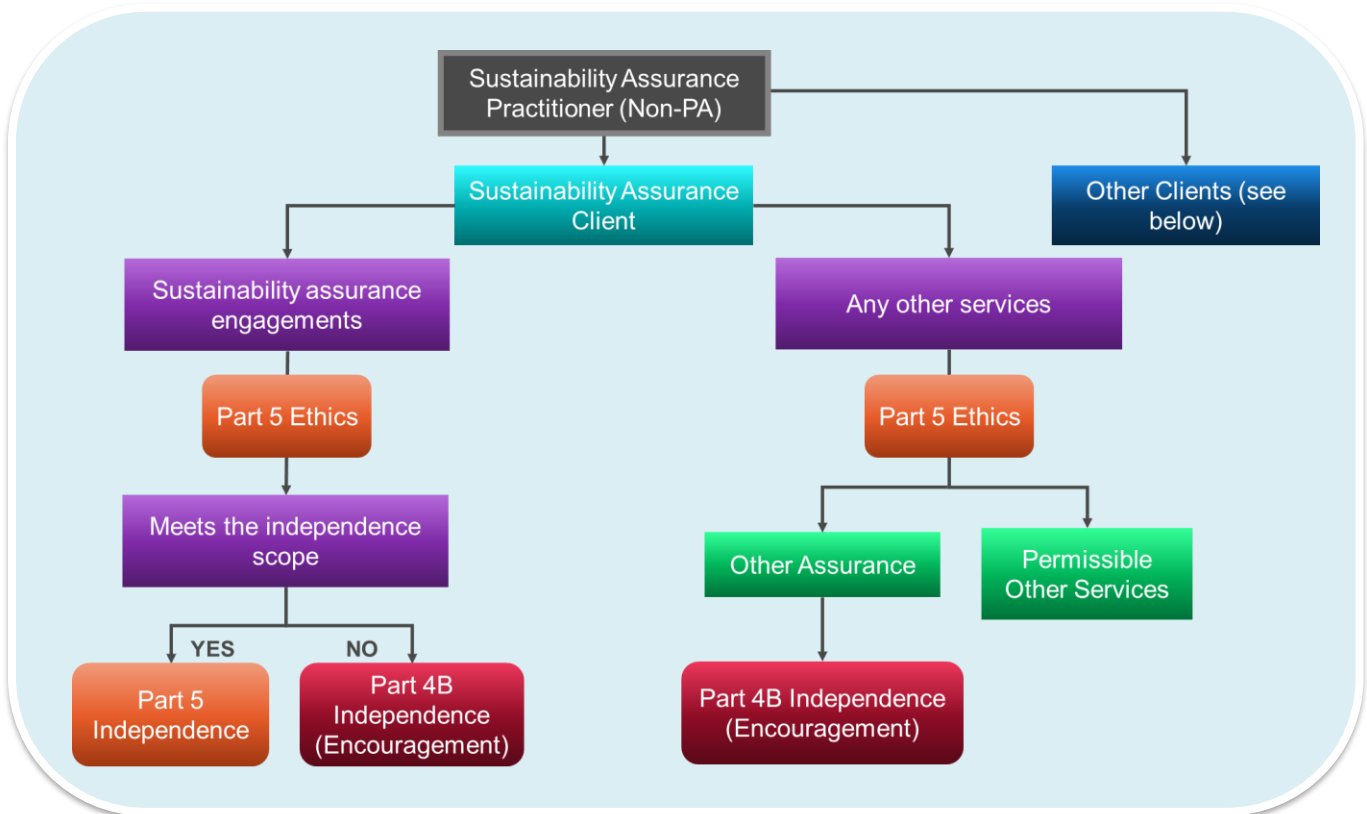 Sustainability Assurance
Practitioner (Non-PA)
Sustainability Assurance
Client
Other Clients (see
below)
Sustainability assurance
engagements
Any other services
Part 5 Ethics
Part 5 Ethics
Meets the independence
scope
Other Assurance
Permissible
Other Services
YES
NO
Part 5
Independence
Part 4B
Independence
(Encouragement)
Part 4B Independence
(Encouragement)